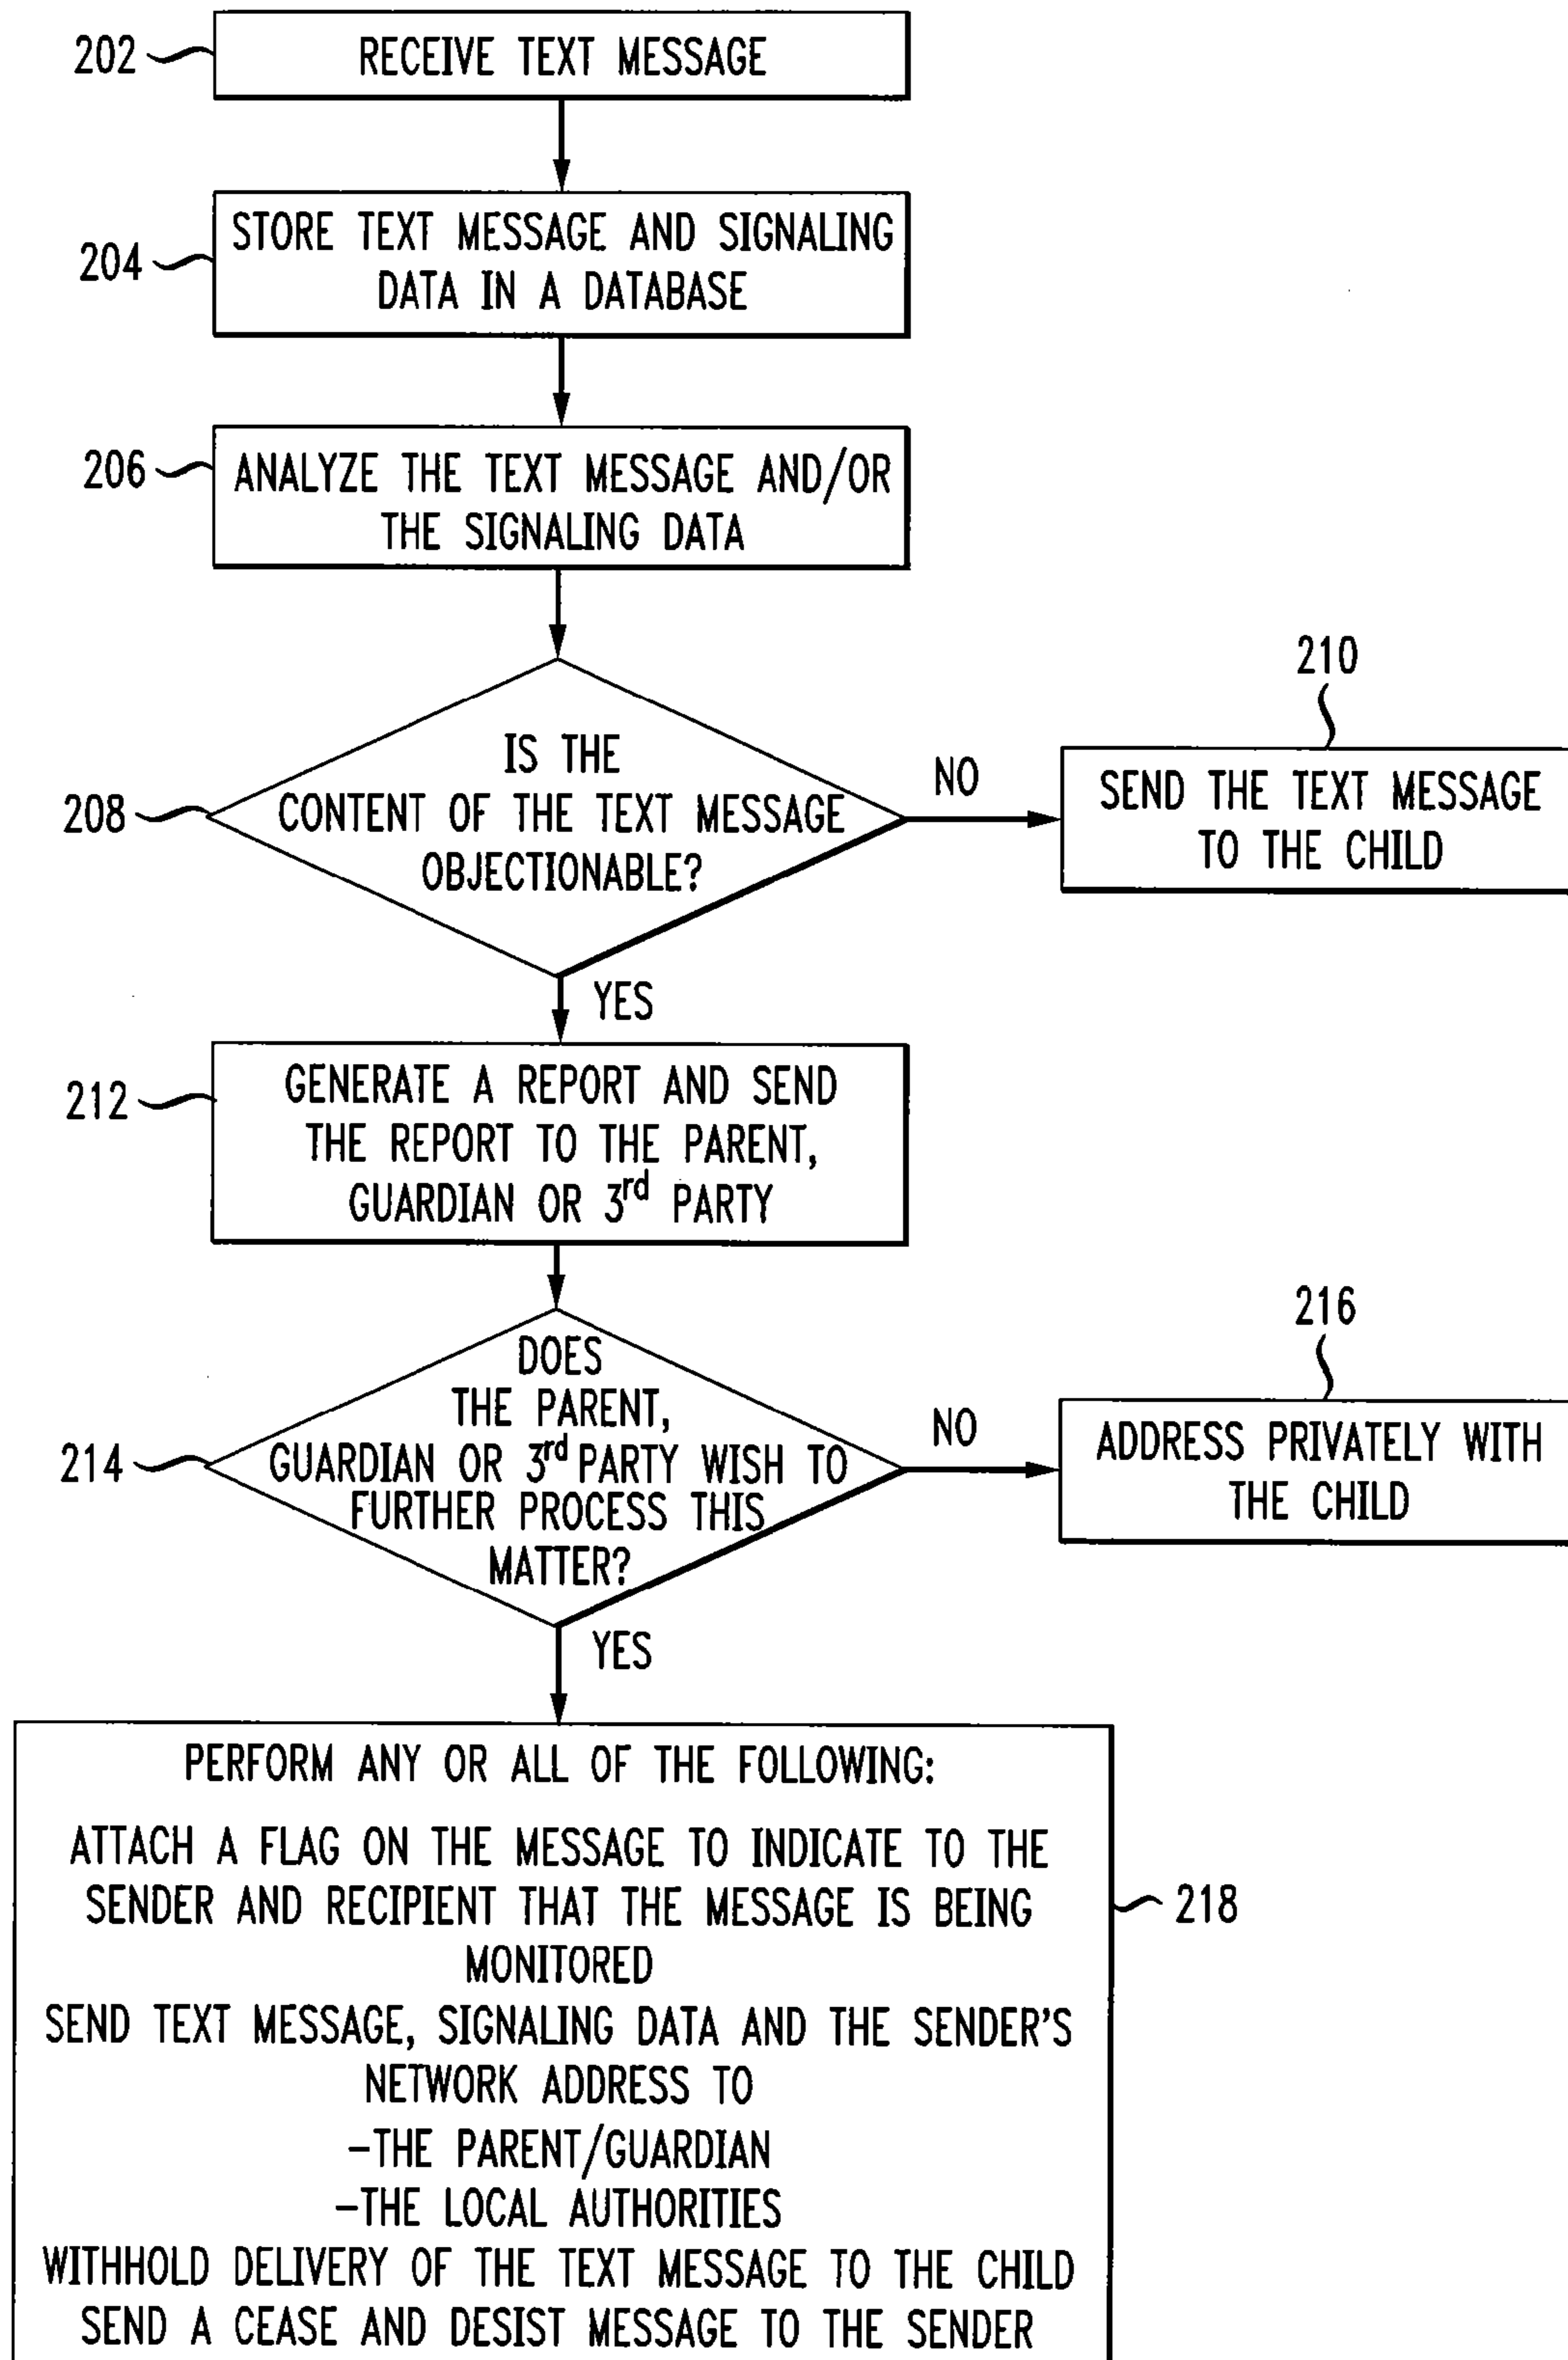 202
RECEIVE TEXT MESSAGE
204
STORE TEXT MESSAGE AND SIGNALING
DATA IN A DATABASE
206
ANALYZE THE TEXT MESSAGE AND/OR
THE SIGNALING DATA
208
IS THE
CONTENT OF THE TEXT MESSAGE
OBJECTIONABLE?
NO
210
SEND THE TEXT MESSAGE
TO THE CHILD
YES
212
GENERATE A REPORT AND SEND
THE REPORT TO THE PARENT,
GUARDIAN OR 3rd PARTY
214
DOES
THE PARENT,
GUARDIAN OR 3rd PARTY WISH TO
FURTHER PROCESS THIS
MATTER?
NO
216
ADDRESS PRIVATELY WITH
THE CHILD
YES
218
PERFORM ANY OR ALL OF THE FOLLOWING:
ATTACH A FLAG ON THE MESSAGE TO INDICATE TO THE
SENDER AND RECIPIENT THAT THE MESSAGE IS BEING
MONITORED
SEND TEXT MESSAGE, SIGNALING DATA AND THE SENDER'S
NETWORK ADDRESS TO
-THE PARENT/GUARDIAN
-THE LOCAL AUTHORITIES
WITHHOLD DELIVERY OF THE TEXT MESSAGE TO THE CHILD
SEND A CEASE AND DESIST MESSAGE TO THE SENDER